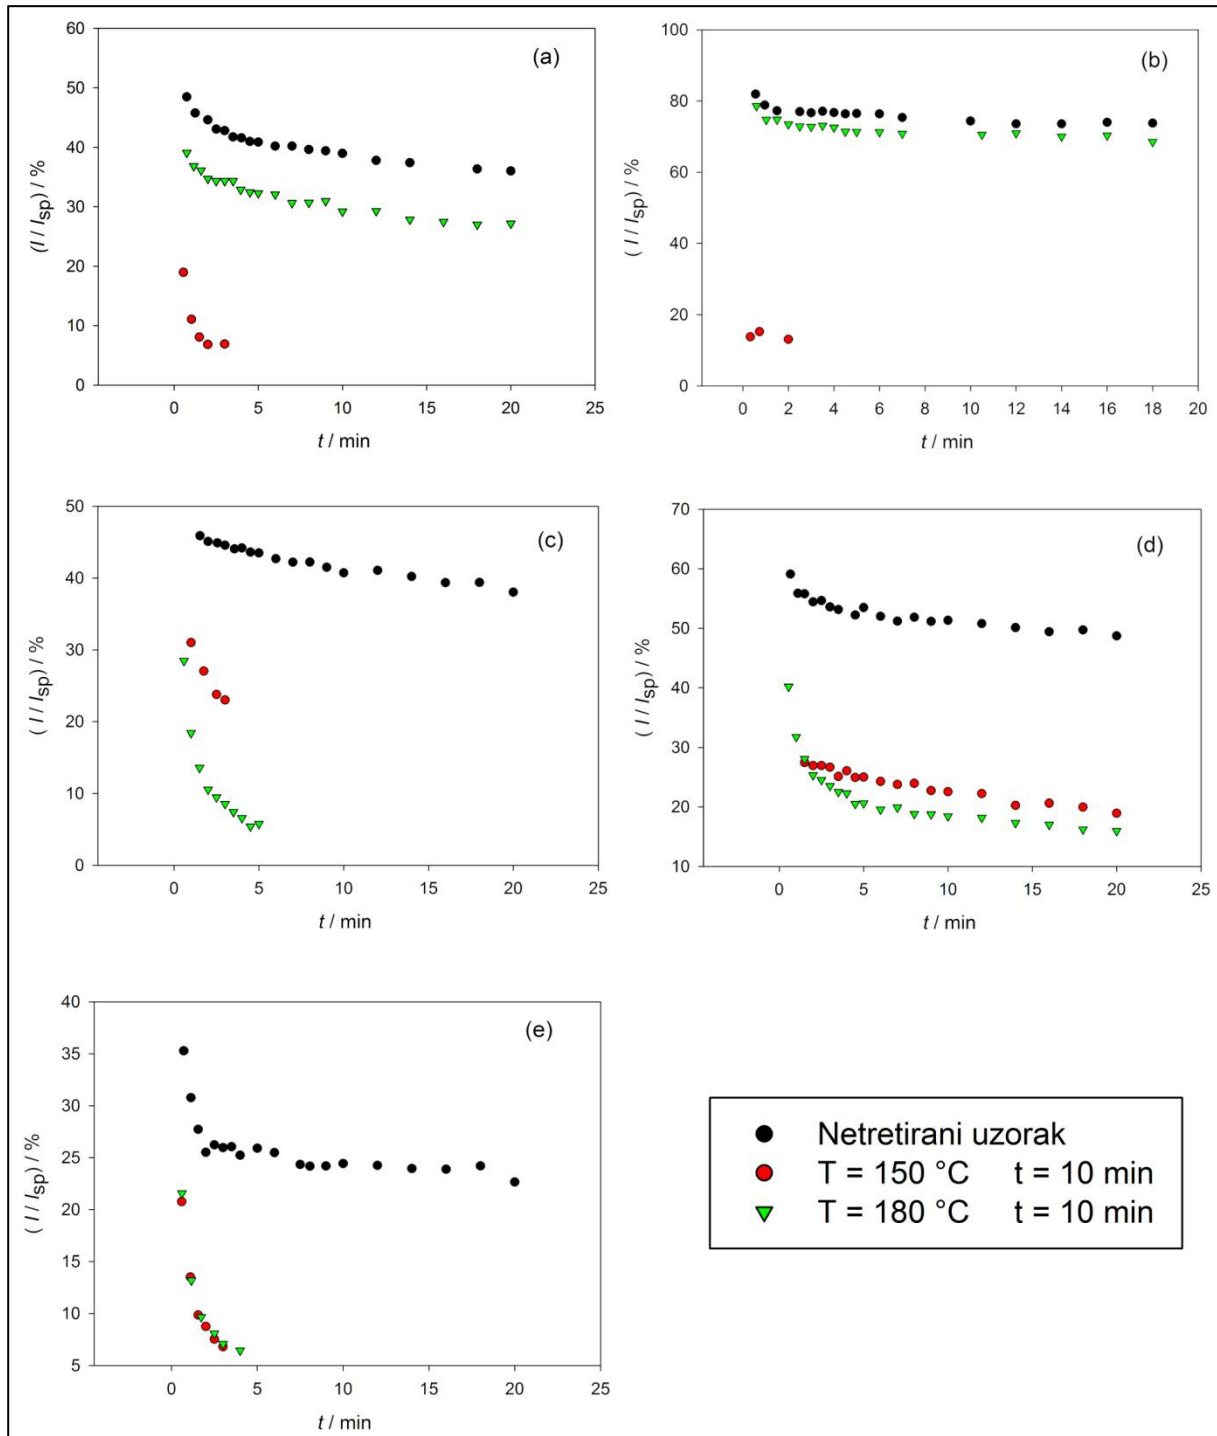 (a)
60
50
40
30
20
10
0
(I / Isp) / %
0 5 10 15 20 25
t / min
(b)
100
80
60
40
20
0
( I / Isp) / %
0 2 4 6 8 10 12 14 16 18 20
t / min
(c)
50
40
30
20
10
0
( I / Isp) / %
0 5 10 15 20 25
t / min
(d)
70
60
50
40
30
20
10
( I / Isp) / %
0 5 10 15 20 25
t / min
(e)
40
35
30
25
20
15
10
5
( I / Isp) / %
0 5 10 15 20 25
t / min
Netretirani uzorak
T = 150 °C t = 10 min
T = 180 °C t = 10 min